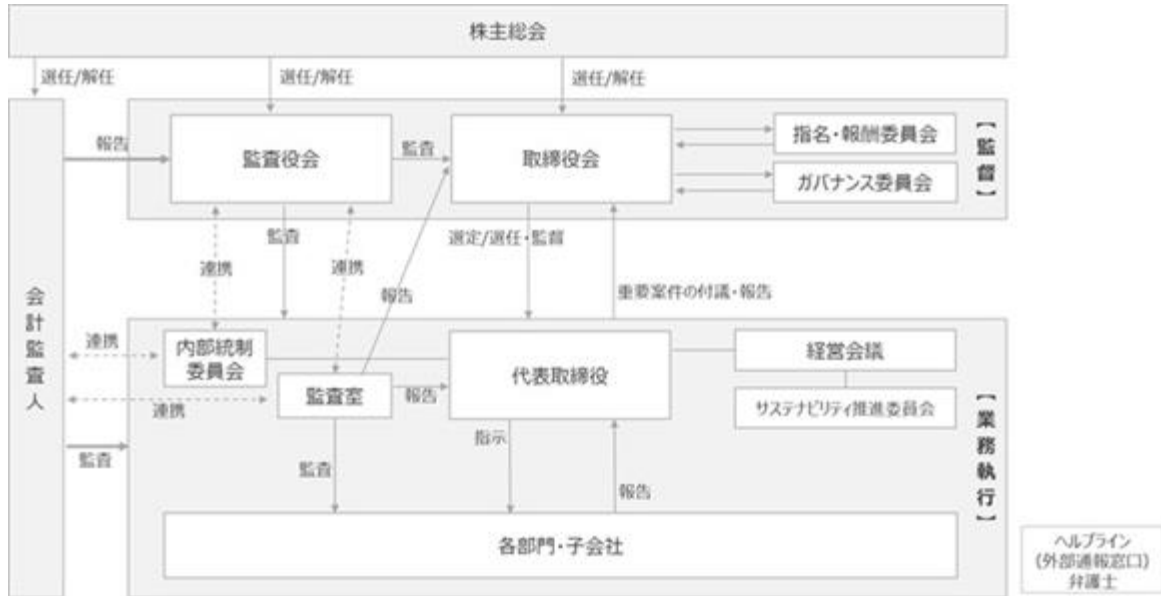 株主総会
選任/解任
選任/解任
選任/解任
報告
監査役会
監査
取締役会
指名・報酬委員会
ガバナンス委員会
【監督】
監査
選定/選任・監督
連携
連携
報告
重要案件の付議・報告
会計監査人
連携
内部統制
委員会
代表取締役
経営会議
監査室
報告
サステナビリティ推進委員会
連携
監査
監査
指示
報告
【業務執行】
各部門・子会社
ヘルプライン
(外部通報窓口)
弁護士